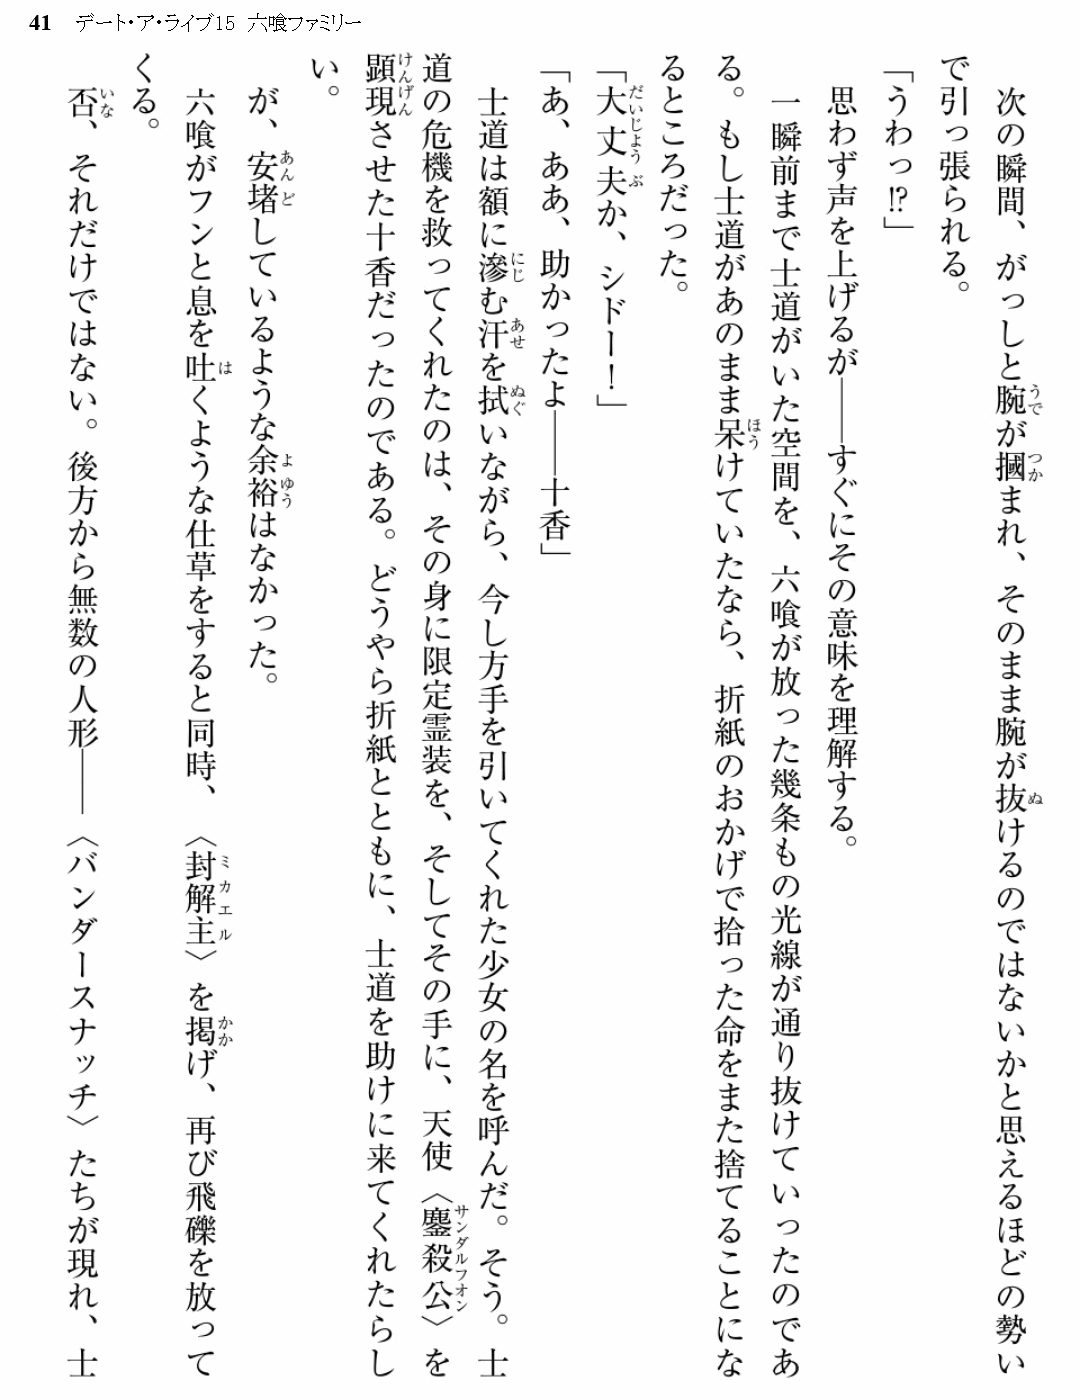 41 デート・ア・ライブ15 六喰ファミリー
　次の瞬間、がっしと腕が摑まれ、そのまま腕が抜けるのではないかと思えるほどの勢い
で引っ張られる。
「うわっ!?」
　思わず声を上げるが――すぐにその意味を理解する。
　一瞬前まで士道がいた空間を、六喰が放った幾条もの光線が通り抜けていったのであ
る。もし士道があのまま呆けていたなら、折紙のおかげで拾った命をまた捨てることにな
るところだった。
「大丈夫か、シドー！」
「あ、ああ、助かったよ――十香」
　士道は額に滲む汗を拭いながら、今し方手を引いてくれた少女の名を呼んだ。そう。士
道の危機を救ってくれたのは、その身に限定霊装を、そしてその手に、天使〈鏖殺公〉を
顕現させた十香だったのである。どうやら折紙とともに、士道を助けに来てくれたらし
い。
　が、安堵しているような余裕はなかった。
　六喰がフンと息を吐くような仕草をすると同時、〈封解主〉を掲げ、再び飛礫を放って
くる。
　否、それだけではない。後方から無数の人形――〈バンダースナッチ〉たちが現れ、士